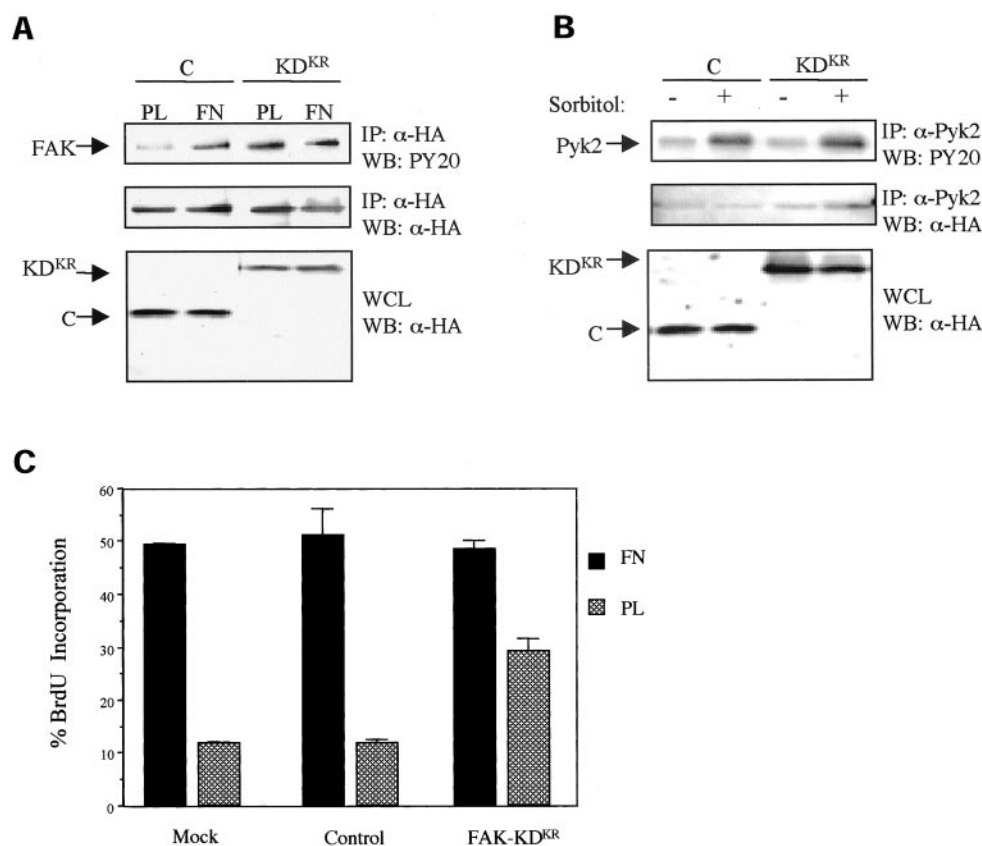 A
C KD^KR
PL FN PL FN
FAK
IP: α-HA
WB: PY20
IP: α-HA
WB: α-HA
KD^KR
C
WCL
WB: α-HA
B
C KD^KR
Sorbitol: - + - +
Pyk2
IP: α-Pyk2
WB: PY20
IP: α-Pyk2
WB: α-HA
KD^KR
C
WCL
WB: α-HA
C
% BrdU Incorporation
60
50
40
30
20
10
0
FN
PL
Mock Control FAK-KD^KR